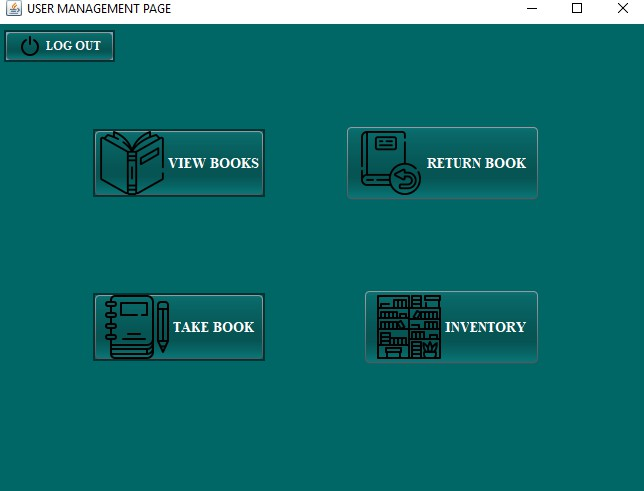 USER MANAGEMENT PAGE
LOG OUT
VIEW BOOKS
RETURN BOOK
TAKE BOOK
INVENTORY